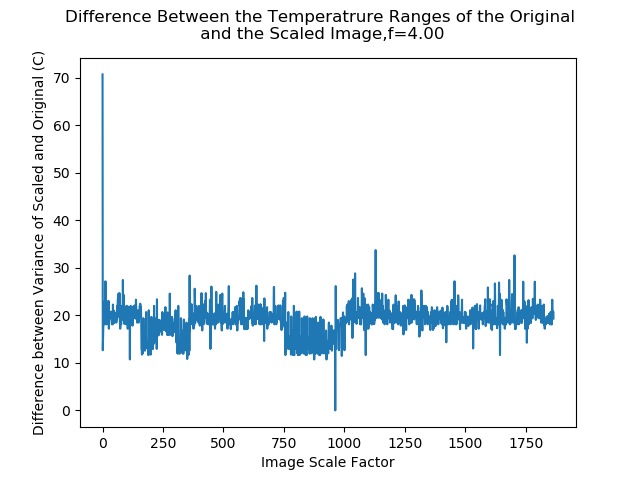 Difference Between the Temperatrure Ranges of the Original
and the Scaled Image,f=4.00
Difference between Variance of Scaled and Original (C)
70
60
50
40
30
20
10
0
0 250 500 750 1000 1250 1500 1750
Image Scale Factor